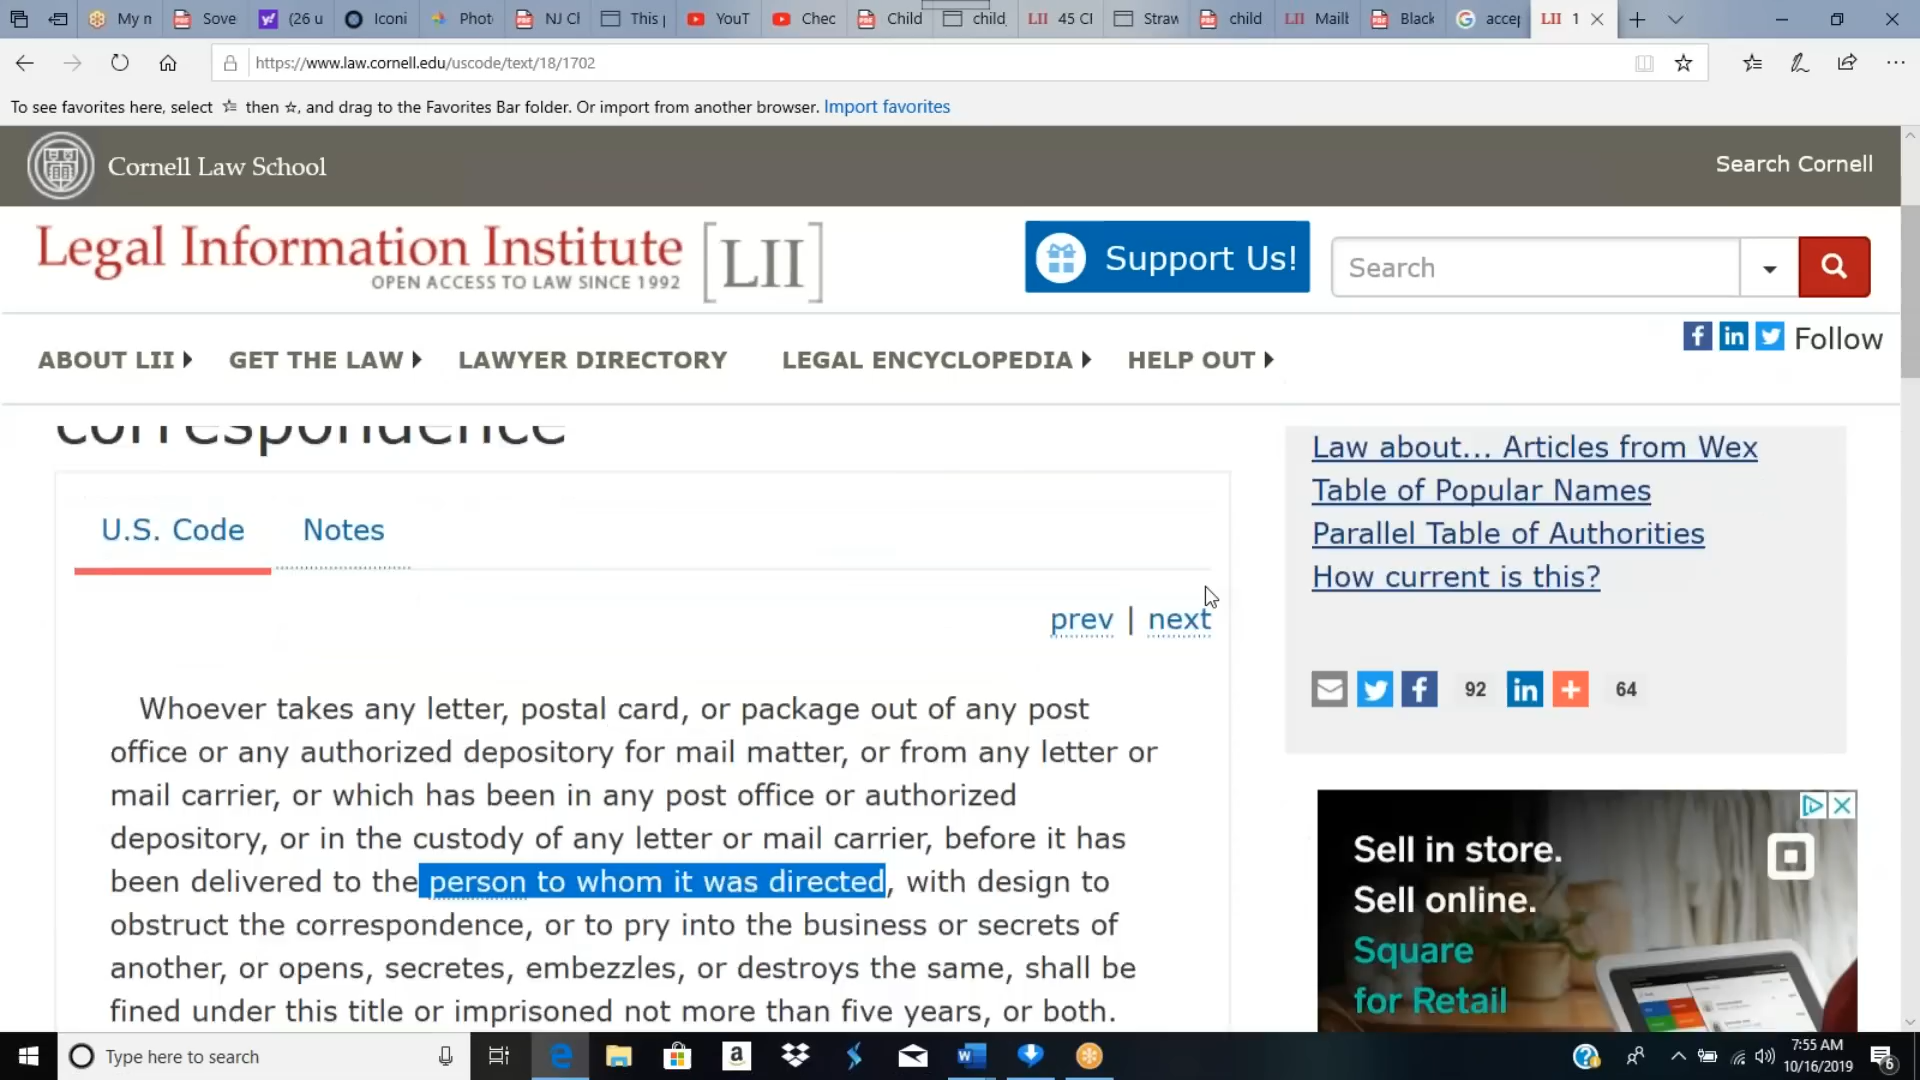 My n
Sove
(26 u
Iconi
Phot
NJ Cl
This p
YouT
Chec
Child
child
LII 45 CI
Straw
child
LII Mailb
Black
accep
LII 1
https://www.law.cornell.edu/uscode/text/18/1702
To see favorites here, select then ☆, and drag to the Favorites Bar folder. Or import from another browser. Import favorites
Cornell Law School
Search Cornell
Legal Information Institute [LII]
OPEN ACCESS TO LAW SINCE 1992
Support Us!
Search
Follow
ABOUT LII GET THE LAW LAWYER DIRECTORY LEGAL ENCYCLOPEDIA HELP OUT
correspondence
U.S. Code Notes
prev | next
Whoever takes any letter, postal card, or package out of any post
office or any authorized depository for mail matter, or from any letter or
mail carrier, or which has been in any post office or authorized
depository, or in the custody of any letter or mail carrier, before it has
been delivered to the person to whom it was directed, with design to
obstruct the correspondence, or to pry into the business or secrets of
another, or opens, secretes, embezzles, or destroys the same, shall be
fined under this title or imprisoned not more than five years, or both.
Law about... Articles from Wex
Table of Popular Names
Parallel Table of Authorities
How current is this?
92
64
Sell in store.
Sell online.
Square
for Retail
Type here to search
7:55 AM
10/16/2019
6